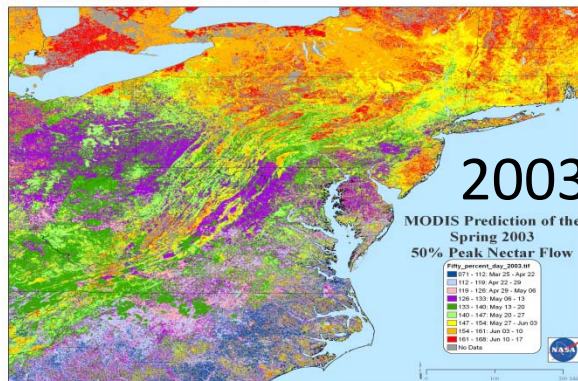 2003
MODIS Prediction of the
Spring 2003
50% Peak Nectar Flow
Fifty_percent_day_2003.tif
071 - 112: Mar 25 - Apr 22
112 - 119: Apr 22 - 29
119 - 126: Apr 29 - May 06
126 - 133: May 06 - 13
133 - 140: May 13 - 20
140 - 147: May 20 - 27
147 - 154: May 27 - Jun 03
154 - 161: Jun 03 - 10
161 - 168: Jun 10 - 17
No Data
NASA
0 100